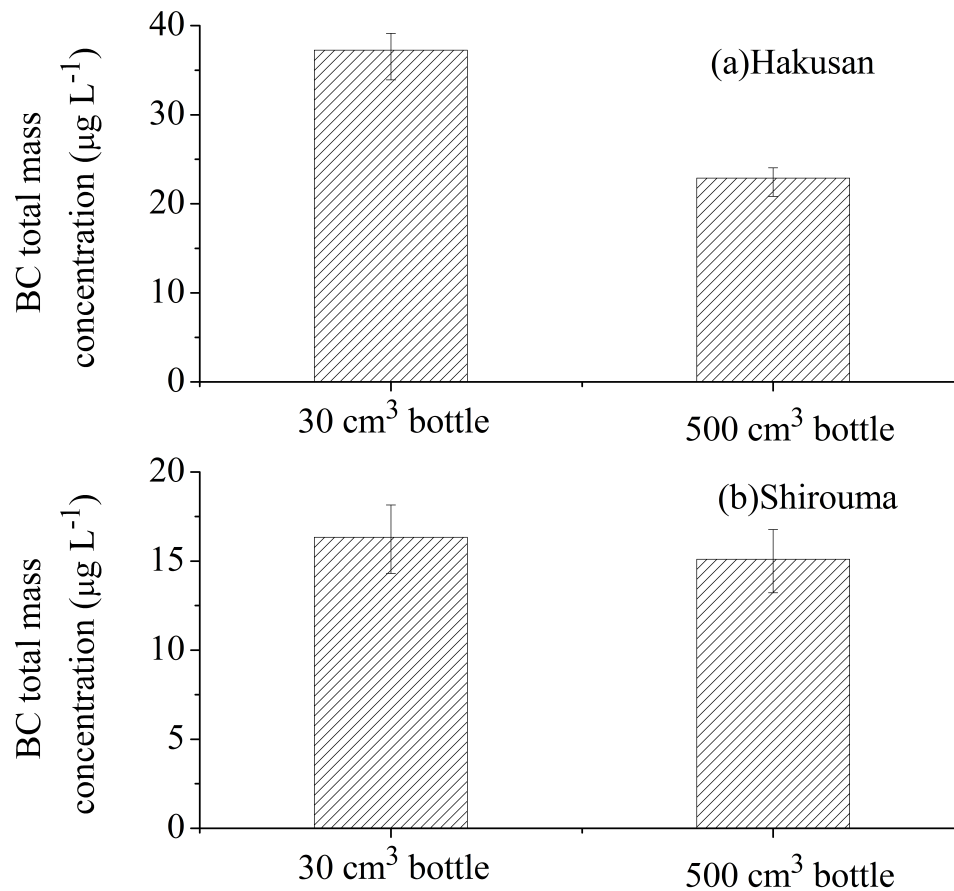 BC total mass
concentration (μg L⁻¹)
40
30
20
10
0
(a)Hakusan
30 cm³ bottle
500 cm³ bottle
BC total mass
concentration (μg L⁻¹)
20
15
10
5
0
(b)Shirouma
30 cm³ bottle
500 cm³ bottle